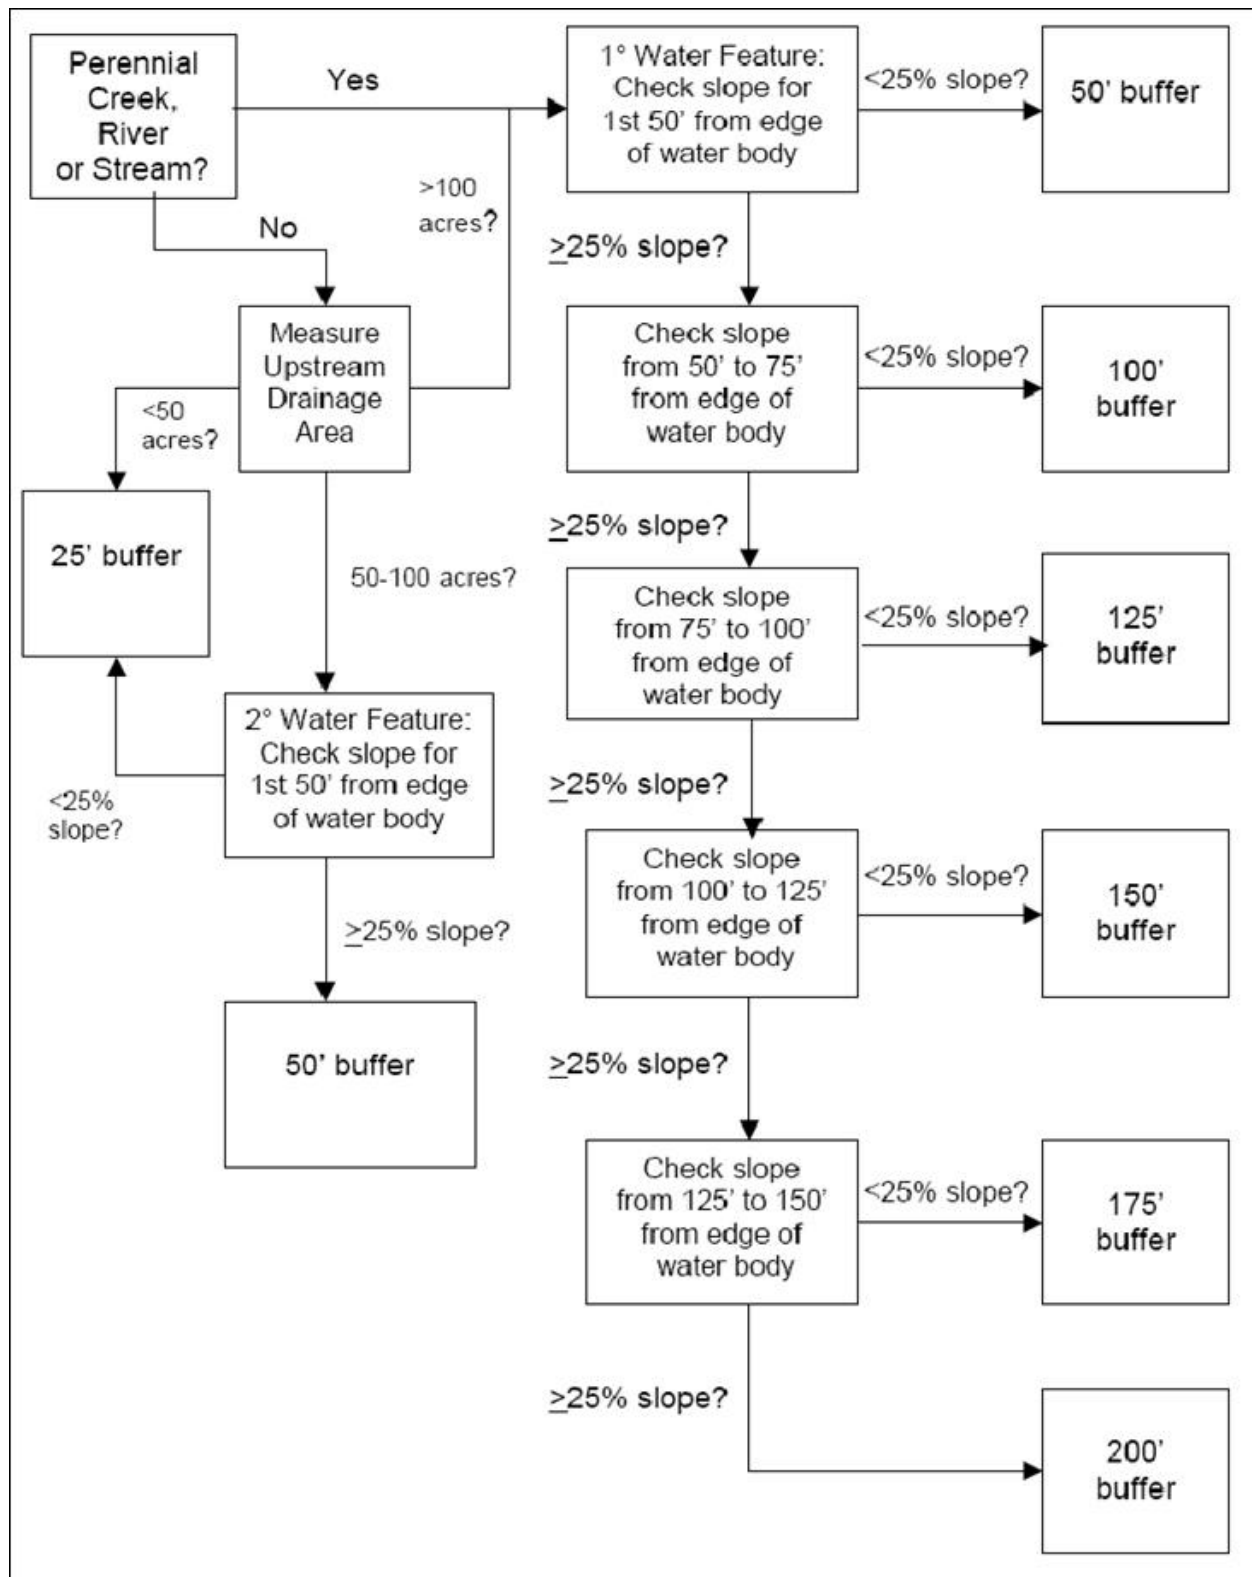 Perennial
Creek,
River
or Stream?
Yes
No
>100
acres?
Measure
Upstream
Drainage
Area
<50
acres?
25’ buffer
50-100 acres?
2° Water Feature:
Check slope for
1st 50’ from edge
of water body
<25%
slope?
≥25% slope?
50’ buffer
1° Water Feature:
Check slope for
1st 50’ from edge
of water body
<25% slope?
50’ buffer
≥25% slope?
Check slope
from 50’ to 75’
from edge of
water body
<25% slope?
100’
buffer
≥25% slope?
Check slope
from 75’ to 100’
from edge of
water body
<25% slope?
125’
buffer
≥25% slope?
Check slope
from 100’ to 125’
from edge of
water body
<25% slope?
150’
buffer
≥25% slope?
Check slope
from 125’ to 150’
from edge of
water body
<25% slope?
175’
buffer
≥25% slope?
200’
buffer